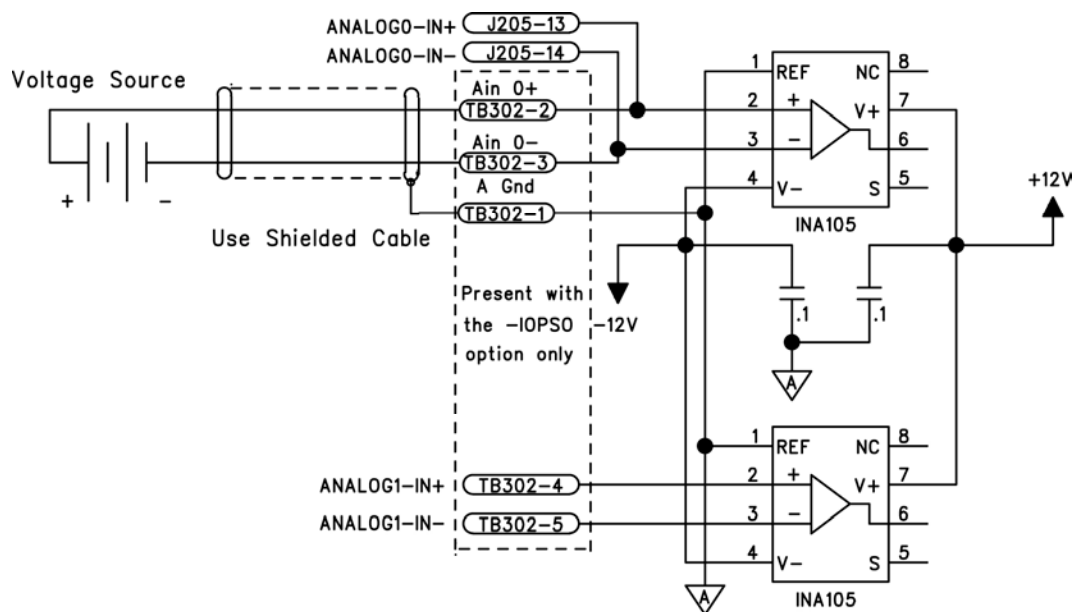 ANALOG0-IN+ J205-13
ANALOG0-IN- J205-14
Voltage Source
+ -
Use Shielded Cable
Ain 0+
TB302-2
Ain 0-
TB302-3
A Gnd
TB302-1
Present with
the -IOPSO
option only
-12V
1 REF NC 8
2 + V+ 7
3 - 6
4 V- S 5
INA105
+12V
.1 .1
A
ANALOG1-IN+ TB302-4
ANALOG1-IN- TB302-5
1 REF NC 8
2 + V+ 7
3 - 6
4 V- S 5
INA105
A